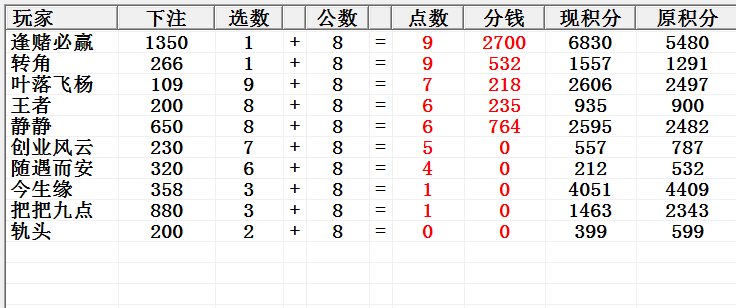 玩家 下注 选数 公数 点数 分钱 现积分 原积分
逢赌必赢 1350 1 + 8 = 9 2700 6830 5480
转角 266 1 + 8 = 9 532 1557 1291
叶落飞杨 109 9 + 8 = 7 218 2606 2497
王者 200 8 + 8 = 6 235 935 900
静静 650 8 + 8 = 6 764 2595 2482
创业风云 230 7 + 8 = 5 0 557 787
随遇而安 320 6 + 8 = 4 0 212 532
今生缘 358 3 + 8 = 1 0 4051 4409
把把九点 880 3 + 8 = 1 0 1463 2343
轨头 200 2 + 8 = 0 0 399 599